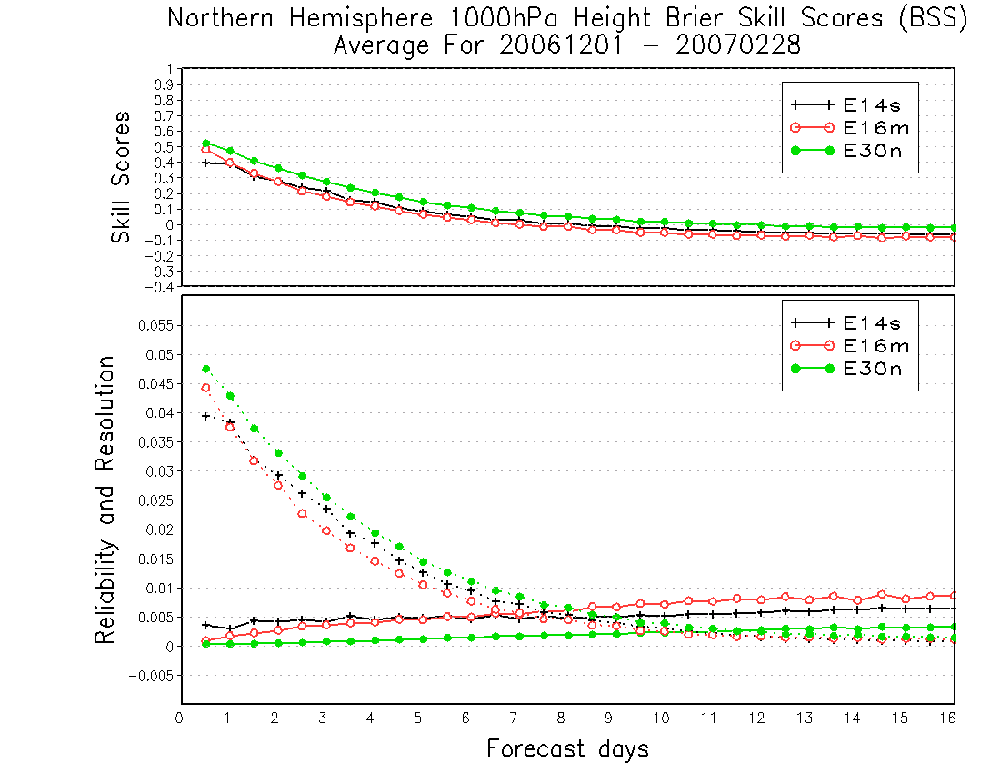 Northern Hemisphere 1000hPa Height Brier Skill Scores (BSS)
Average For 20061201 − 20070228
Skill Scores
1
0.9
0.8
0.7
0.6
0.5
0.4
0.3
0.2
0.1
0
−0.1
−0.2
−0.3
−0.4
E14s
E16m
E30n
Reliability and Resolution
0.055
0.05
0.045
0.04
0.035
0.03
0.025
0.02
0.015
0.01
0.005
0
−0.005
E14s
E16m
E30n
0 1 2 3 4 5 6 7 8 9 10 11 12 13 14 15 16
Forecast days